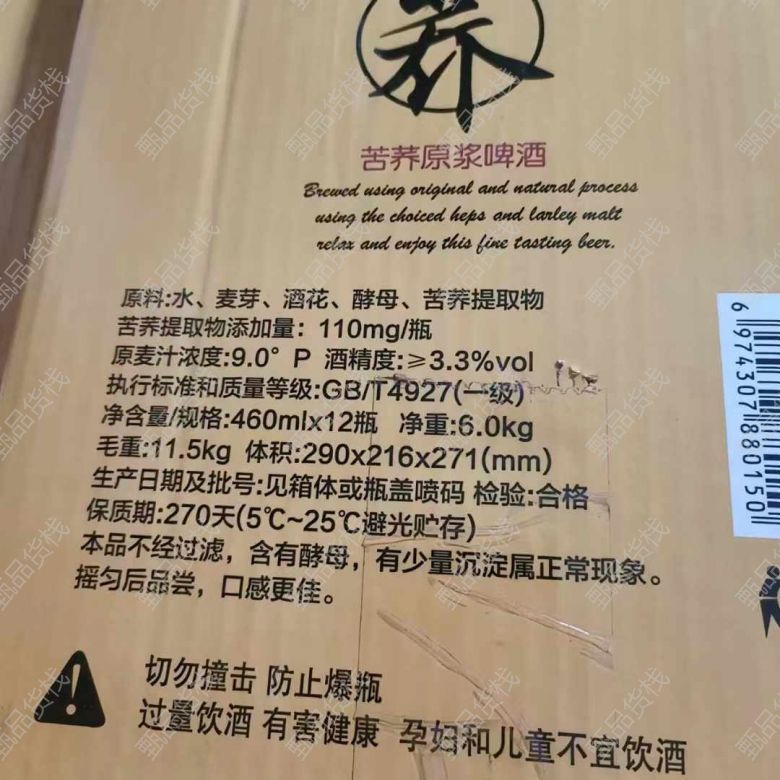 荞
苦荞原浆啤酒
Brewed using original and natural process
using the choiced heps and larley malt
relax and enjoy this fine tasting beer.
原料:水、麦芽、酒花、酵母、苦荞提取物
苦荞提取物添加量：110mg/瓶
原麦汁浓度:9.0°P 酒精度:≥3.3%vol
执行标准和质量等级:GB/T4927(一级)
净含量/规格:460mlx12瓶 净重:6.0kg
毛重:11.5kg 体积:290x216x271(mm)
生产日期及批号:见箱体或瓶盖喷码 检验:合格
保质期:270天(5℃~25℃避光贮存)
本品不经过滤，含有酵母，有少量沉淀属正常现象。
摇匀后品尝，口感更佳。
切勿撞击 防止爆瓶
过量饮酒 有害健康 孕妇和儿童不宜饮酒
6974307880150
甄品货栈